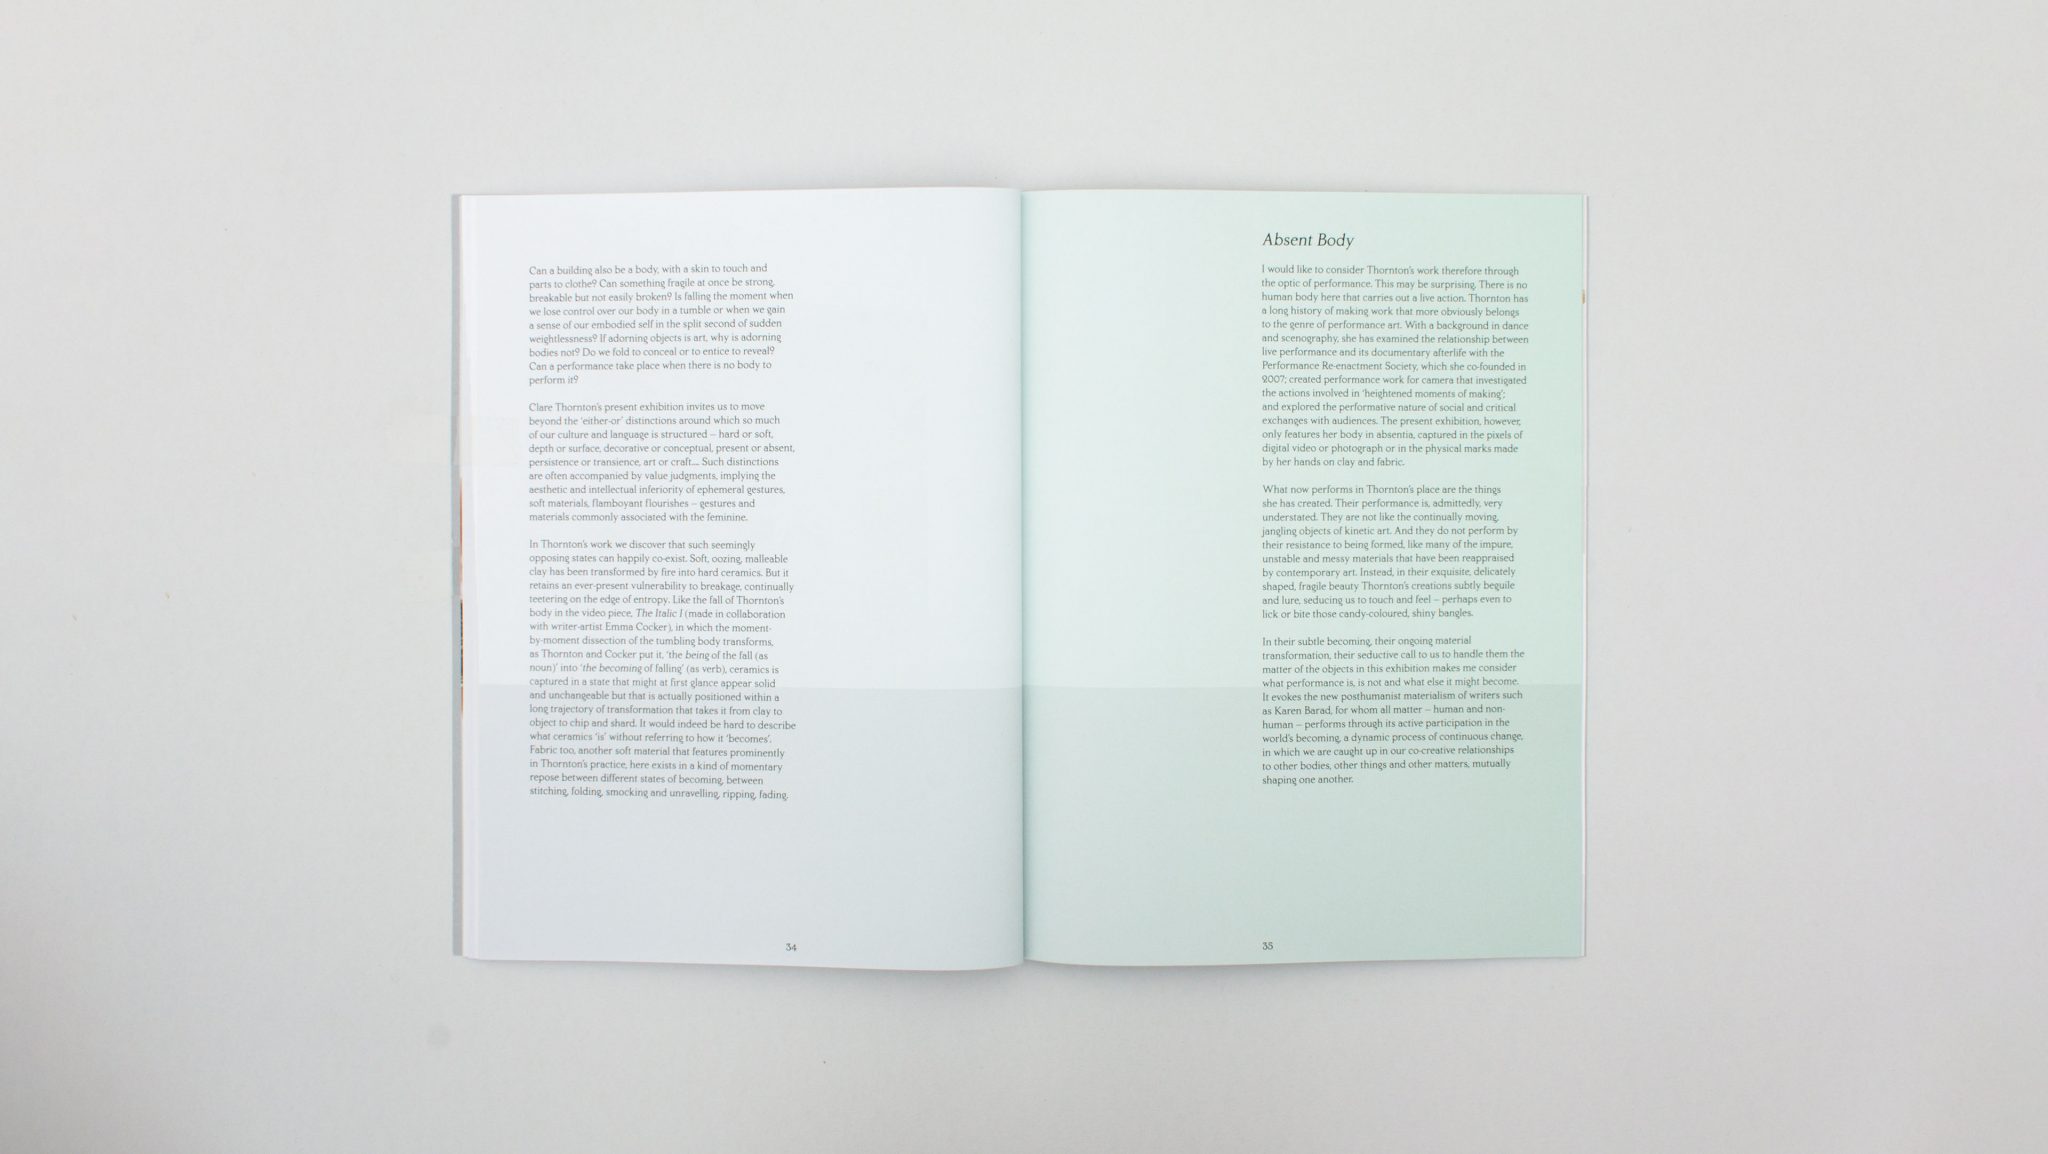 Can a building also be a body, with a skin to touch and
parts to clothe? Can something fragile at once be strong,
breakable but not easily broken? Is falling the moment when
we lose control over our body in a tumble or when we gain
a sense of our embodied self in the split second of sudden
weightlessness? If adorning objects is art, why is adorning
bodies not? Do we fold to conceal or to entice to reveal?
Can a performance take place when there is no body to
perform it?
Clare Thornton's present exhibition invites us to move
beyond the 'either-or' distinctions around which so much
of our culture and language is structured – hard or soft,
depth or surface, decorative or conceptual, present or absent,
persistence or transience, art or craft.... Such distinctions
are often accompanied by value judgments, implying the
aesthetic and intellectual inferiority of ephemeral gestures,
soft materials, flamboyant flourishes – gestures and
materials commonly associated with the feminine.
In Thornton's work we discover that such seemingly
opposing states can happily co-exist. Soft, oozing, malleable
clay has been transformed by fire into hard ceramics. But it
retains an ever-present vulnerability to breakage, continually
teetering on the edge of entropy. Like the fall of Thornton's
body in the video piece, The Italic I (made in collaboration
with writer-artist Emma Cocker), in which the moment-
by-moment dissection of the tumbling body transforms,
as Thornton and Cocker put it, 'the being of the fall (as
noun)' into 'the becoming of falling' (as verb), ceramics is
captured in a state that might at first glance appear solid
and unchangeable but that is actually positioned within a
long trajectory of transformation that takes it from clay to
object to chip and shard. It would indeed be hard to describe
what ceramics 'is' without referring to how it 'becomes'.
Fabric too, another soft material that features prominently
in Thornton's practice, here exists in a kind of momentary
repose between different states of becoming, between
stitching, folding, smocking and unravelling, ripping, fading.
34
Absent Body
I would like to consider Thornton's work therefore through
the optic of performance. This may be surprising. There is no
human body here that carries out a live action. Thornton has
a long history of making work that more obviously belongs
to the genre of performance art. With a background in dance
and scenography, she has examined the relationship between
live performance and its documentary afterlife with the
Performance Re-enactment Society, which she co-founded in
2007; created performance work for camera that investigated
the actions involved in 'heightened moments of making';
and explored the performative nature of social and critical
exchanges with audiences. The present exhibition, however,
only features her body in absentia, captured in the pixels of
digital video or photograph or in the physical marks made
by her hands on clay and fabric.
What now performs in Thornton's place are the things
she has created. Their performance is, admittedly, very
understated. They are not like the continually moving,
jangling objects of kinetic art. And they do not perform by
their resistance to being formed, like many of the impure,
unstable and messy materials that have been reappraised
by contemporary art. Instead, in their exquisite, delicately
shaped, fragile beauty Thornton's creations subtly beguile
and lure, seducing us to touch and feel – perhaps even to
lick or bite those candy-coloured, shiny bangles.
In their subtle becoming, their ongoing material
transformation, their seductive call to us to handle them the
matter of the objects in this exhibition makes me consider
what performance is, is not and what else it might become.
It evokes the new posthumanist materialism of writers such
as Karen Barad, for whom all matter – human and non-
human – performs through its active participation in the
world's becoming, a dynamic process of continuous change,
in which we are caught up in our co-creative relationships
to other bodies, other things and other matters, mutually
shaping one another.
35